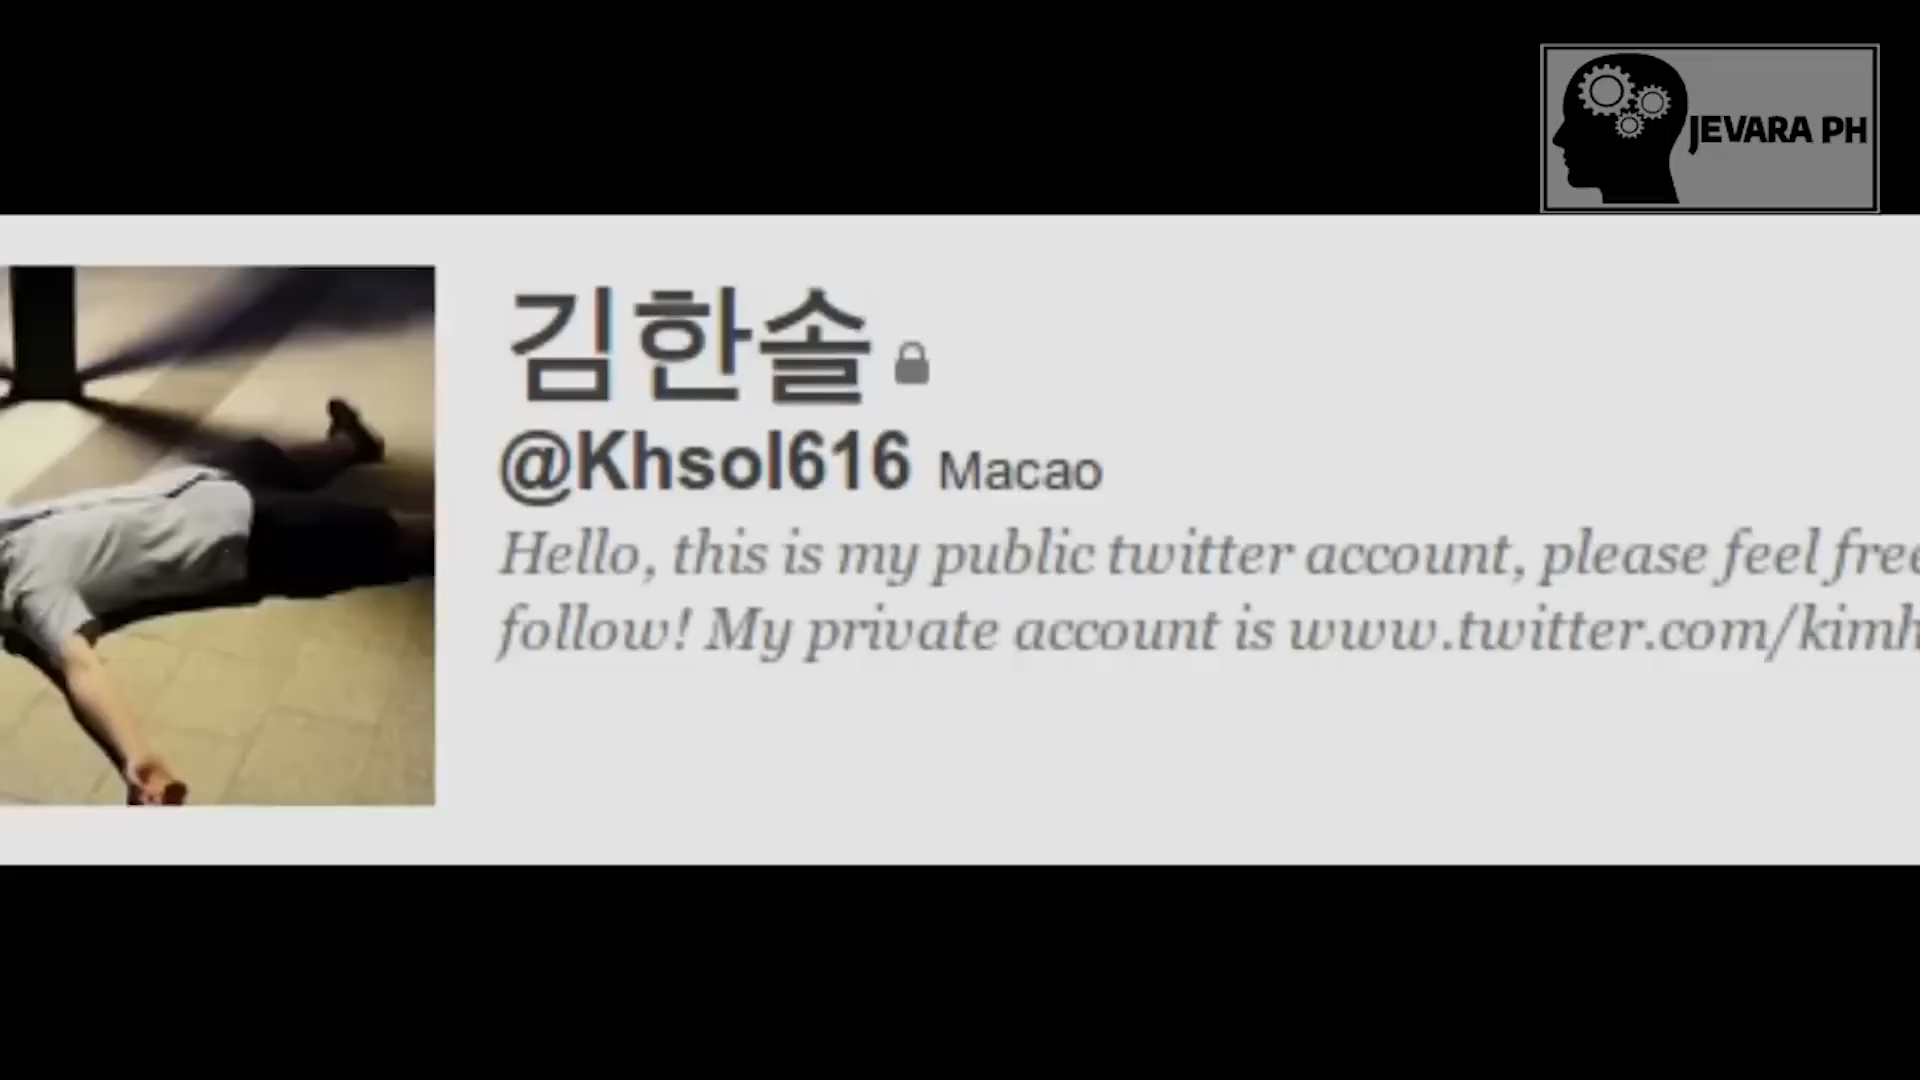 JEVARA PH
김한솔
@Khsol616 Macao
Hello, this is my public twitter account, please feel free
follow! My private account is www.twitter.com/kimh